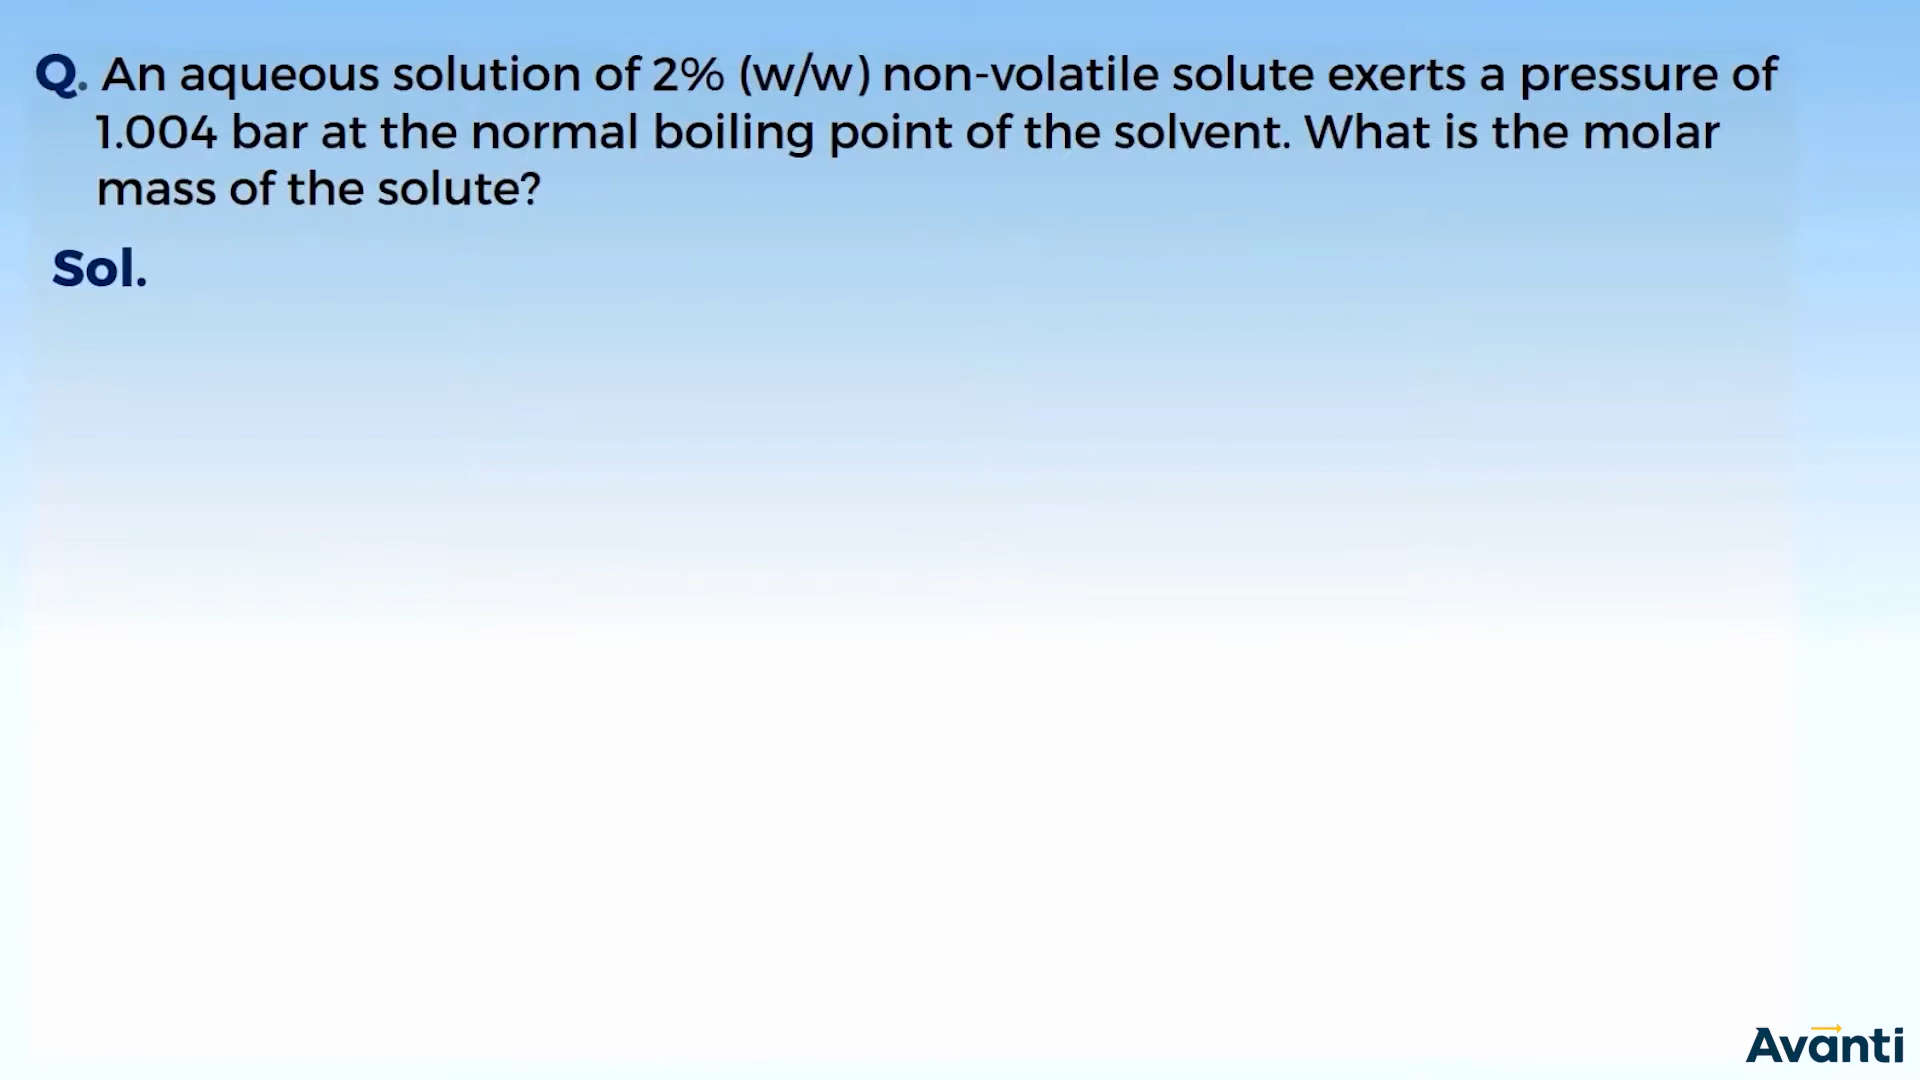 Q. An aqueous solution of 2% (w/w) non-volatile solute exerts a pressure of
1.004 bar at the normal boiling point of the solvent. What is the molar
mass of the solute?
Sol.
Avanti